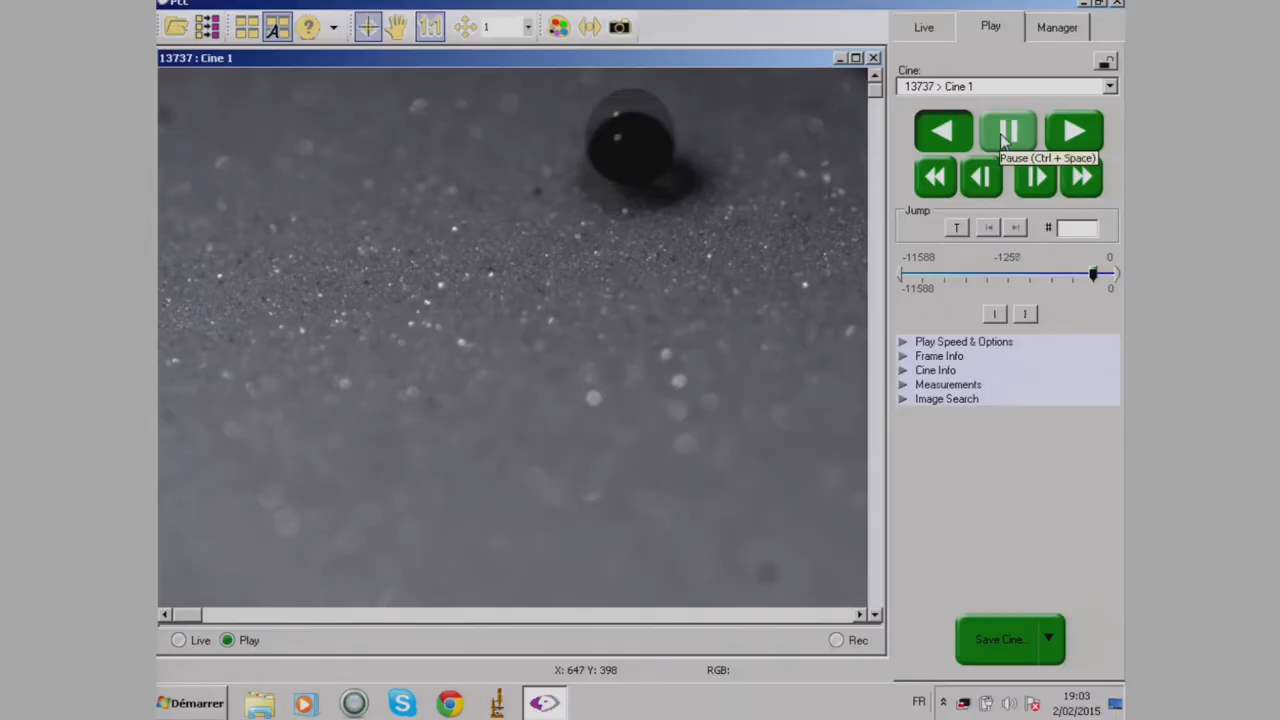 PCC
1
Live
Play
Manager
13737 : Cine 1
Cine:
13737 > Cine 1
Pause (Ctrl + Space)
Jump
T
#
-11588
-1258
0
-11588
0
[
]
Play Speed & Options
Frame Info
Cine Info
Measurements
Image Search
Save Cine...
Live
Play
Rec
X: 647 Y: 398
RGB:
Démarrer
FR
19:03
2/02/2015